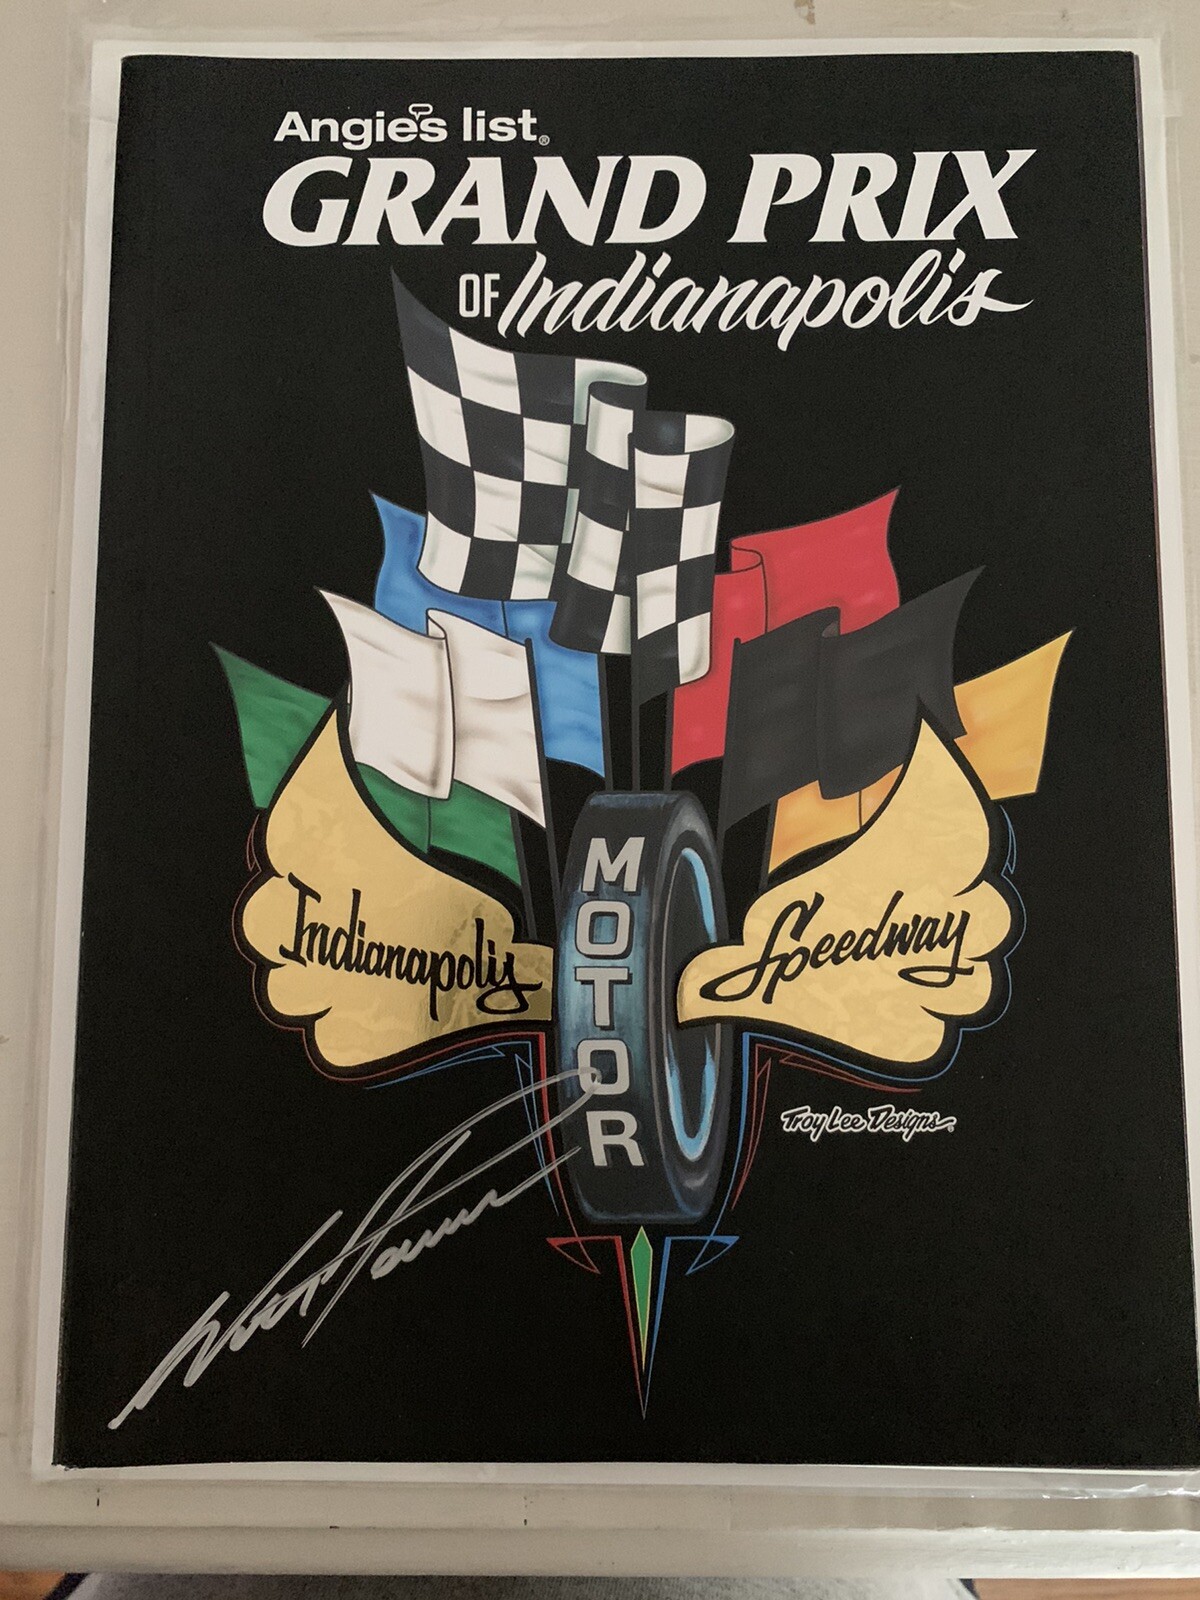 Angie's list®
GRAND PRIX
OF Indianapolis
Indianapolis
MOTOR
Speedway
Troy Lee Designs®